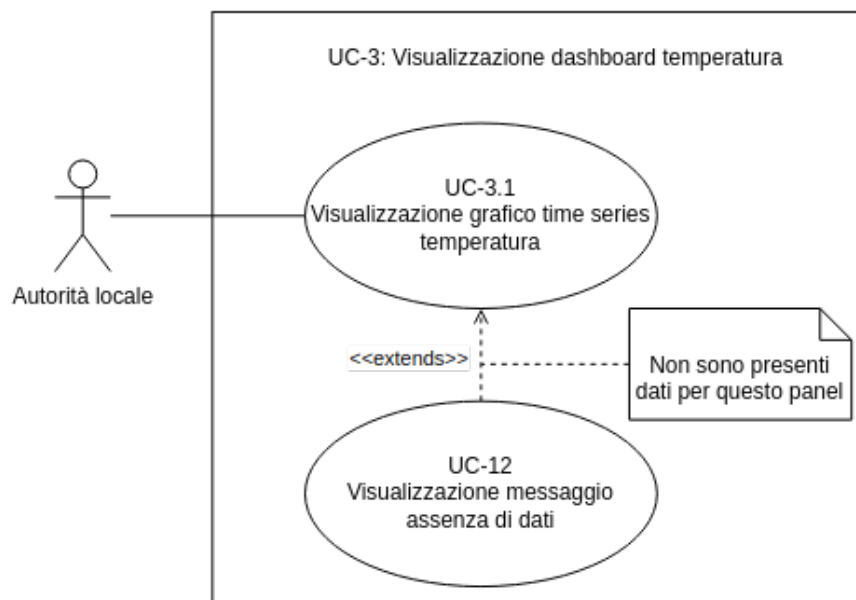 UC-3: Visualizzazione dashboard temperatura
UC-3.1
Visualizzazione grafico time series
temperatura
Autorità locale
<<extends>>
Non sono presenti
dati per questo panel
UC-12
Visualizzazione messaggio
assenza di dati